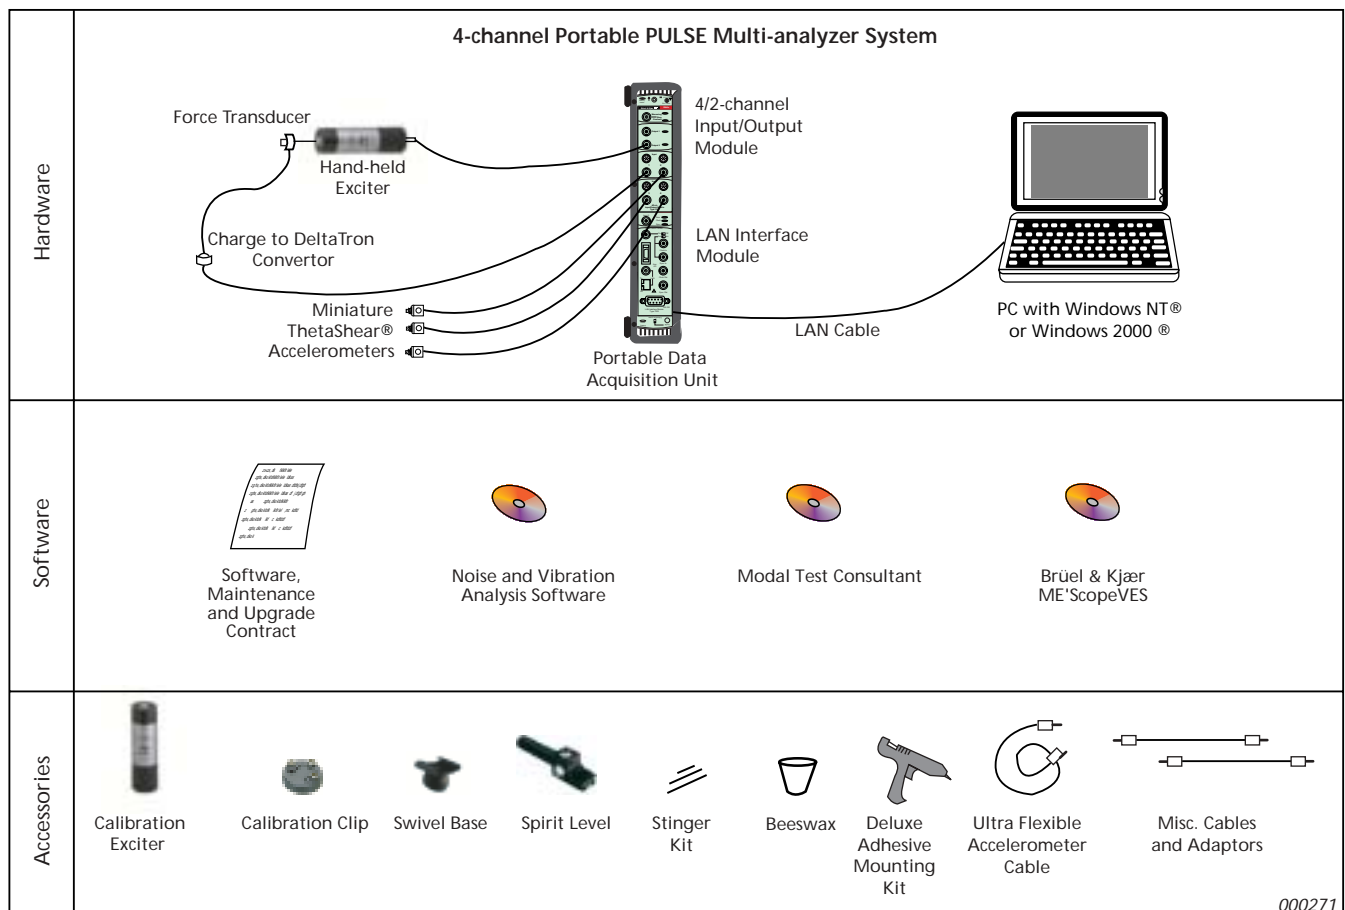 4-channel Portable PULSE Multi-analyzer System
Hardware
Force Transducer
Hand-held
Exciter
Charge to DeltaTron
Convertor
Miniature
ThetaShear®
Accelerometers
4/2-channel
Input/Output
Module
LAN Interface
Module
LAN Cable
Portable Data
Acquisition Unit
PC with Windows NT®
or Windows 2000 ®
Software
Software,
Maintenance
and Upgrade
Contract
Noise and Vibration
Analysis Software
Modal Test Consultant
Brüel & Kjær
ME'ScopeVES
Accessories
Calibration
Exciter
Calibration Clip
Swivel Base
Spirit Level
Stinger
Kit
Beeswax
Deluxe
Adhesive
Mounting
Kit
Ultra Flexible
Accelerometer
Cable
Misc. Cables
and Adaptors
000271